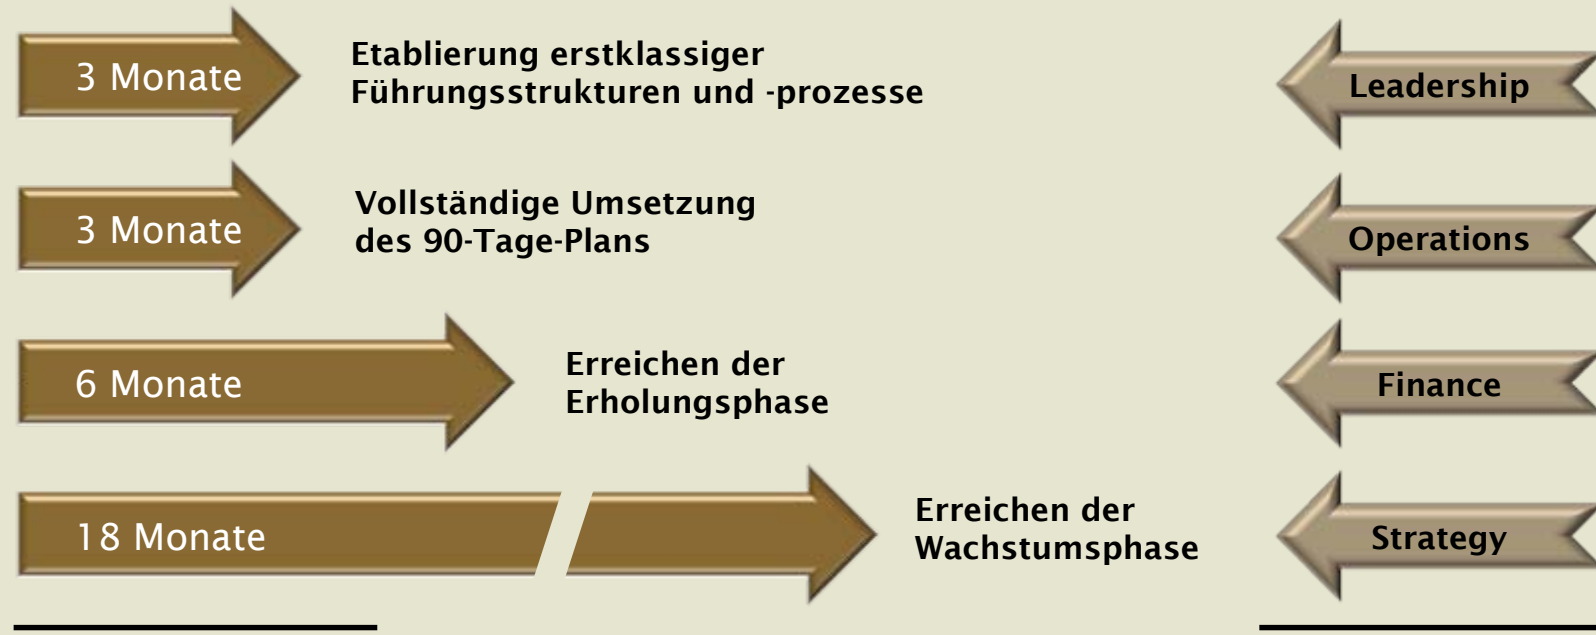 3 Monate
Etablierung erstklassiger
Führungsstrukturen und -prozesse
Leadership
3 Monate
Vollständige Umsetzung
des 90-Tage-Plans
Operations
6 Monate
Erreichen der
Erholungsphase
Finance
18 Monate
Erreichen der
Wachstumsphase
Strategy